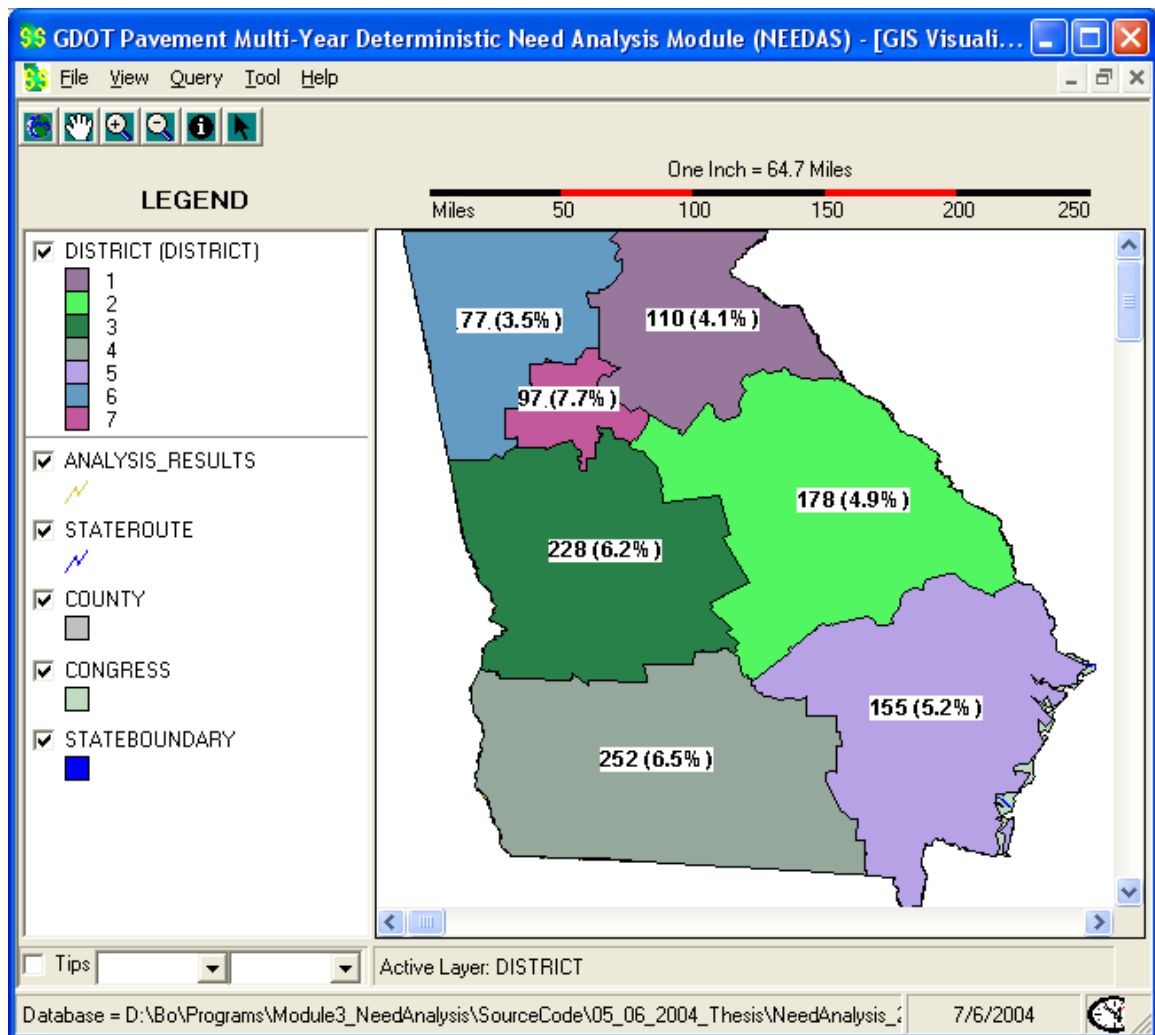 GDOT Pavement Multi-Year Deterministic Need Analysis Module (NEEDAS) - [GIS Visuali...
File View Query Tool Help
One Inch = 64.7 Miles
LEGEND
Miles 50 100 150 200 250
DISTRICT (DISTRICT)
1
2
3
4
5
6
7
ANALYSIS_RESULTS
STATEROUTE
COUNTY
CONGRESS
STATEBOUNDARY
77 (3.5% )
110 (4.1% )
97 (7.7% )
178 (4.9% )
228 (6.2% )
155 (5.2% )
252 (6.5% )
Tips
Active Layer: DISTRICT
Database = D:\Bo\Programs\Module3_NeedAnalysis\SourceCode\05_06_2004_Thesis\NeedAnalysis_ 7/6/2004